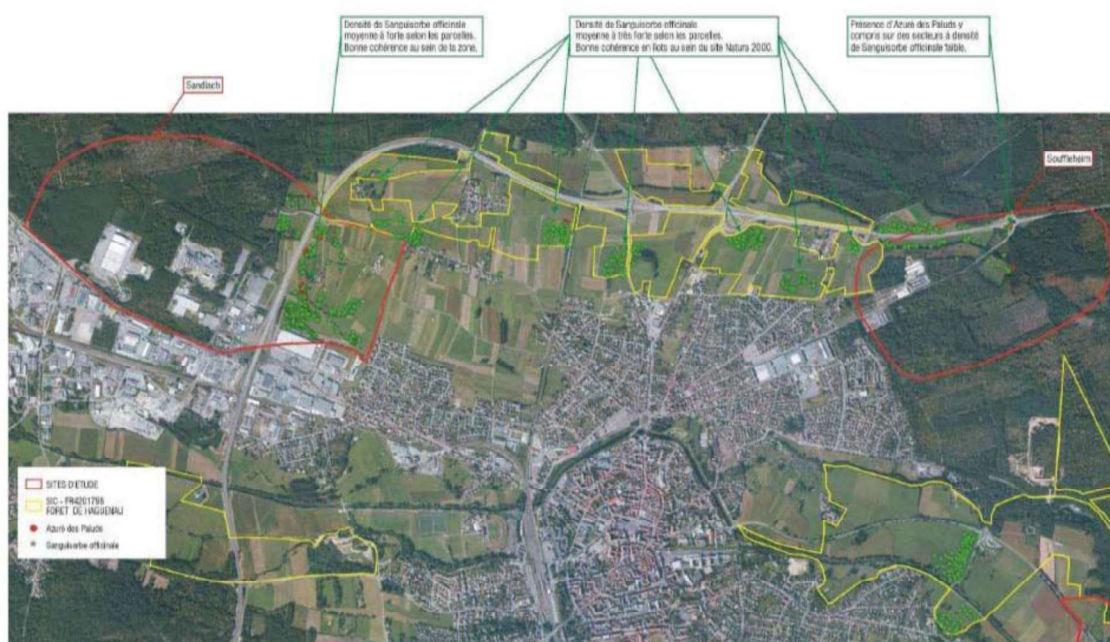 Densité de Sanguisorbe officinale
moyenne à forte selon les parcelles.
Bonne cohérence au sein de la zone.
Densité de Sanguisorbe officinale
moyenne à très forte selon les parcelles.
Bonne cohérence en îlots au sein du site Natura 2000.
Présence d'Azuré des Paluds y
compris sur des secteurs à densité
de Sanguisorbe officinale faible.
Sandlach
Souffleheim
SITES D'ETUDE
SIC - FR4201798
FORET DE HAGUENAU
Azuré des Paluds
Sanguisorbe officinale